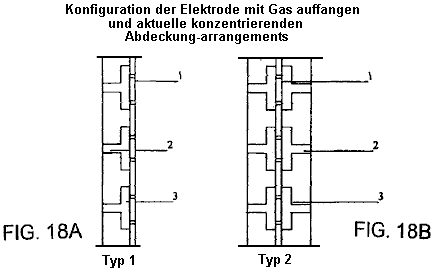 Konfiguration der Elektrode mit Gas auffangen
und aktuelle konzentrierenden
Abdeckung-arrangements
1
1
2
2
3
3
FIG. 18A
FIG. 18B
Typ 1
Typ 2